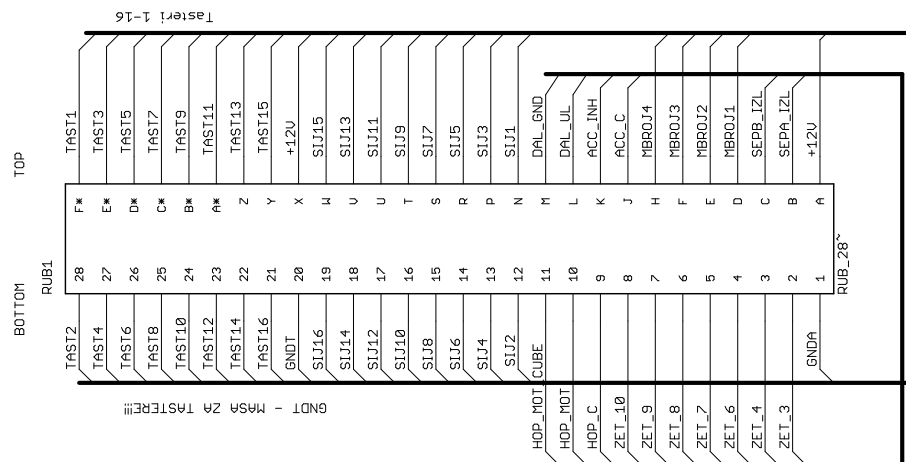 Tasteri 1-16
TOP
TAST1
TAST3
TAST5
TAST7
TAST9
TAST11
TAST13
TAST15
+12V
SIJ15
SIJ13
SIJ11
SIJ9
SIJ7
SIJ5
SIJ3
SIJ1
DAL_GND
DAL_UL
ACC_INH
ACC_C
MBROJ4
MBROJ3
MBROJ2
MBROJ1
SEPB_IZL
SEPA_IZL
+12V
F*
E*
D*
C*
B*
A*
Z
Y
X
W
V
U
T
S
R
P
N
M
L
K
J
H
F
E
D
C
B
A
RUB1
28
27
26
25
24
23
22
21
20
19
18
17
16
15
14
13
12
11
10
9
8
7
6
5
4
3
2
1
RUB_28~
BOTTOM
TAST2
TAST4
TAST6
TAST8
TAST10
TAST12
TAST14
TAST16
GNDT
SIJ16
SIJ14
SIJ12
SIJ10
SIJ8
SIJ6
SIJ4
SIJ2
HOP_MOT_CUBE
HOP_MOT
HOP_C
ZET_10
ZET_9
ZET_8
ZET_7
ZET_6
ZET_4
ZET_3
GNDA
GNDT - MASA ZA TASTERE!!!